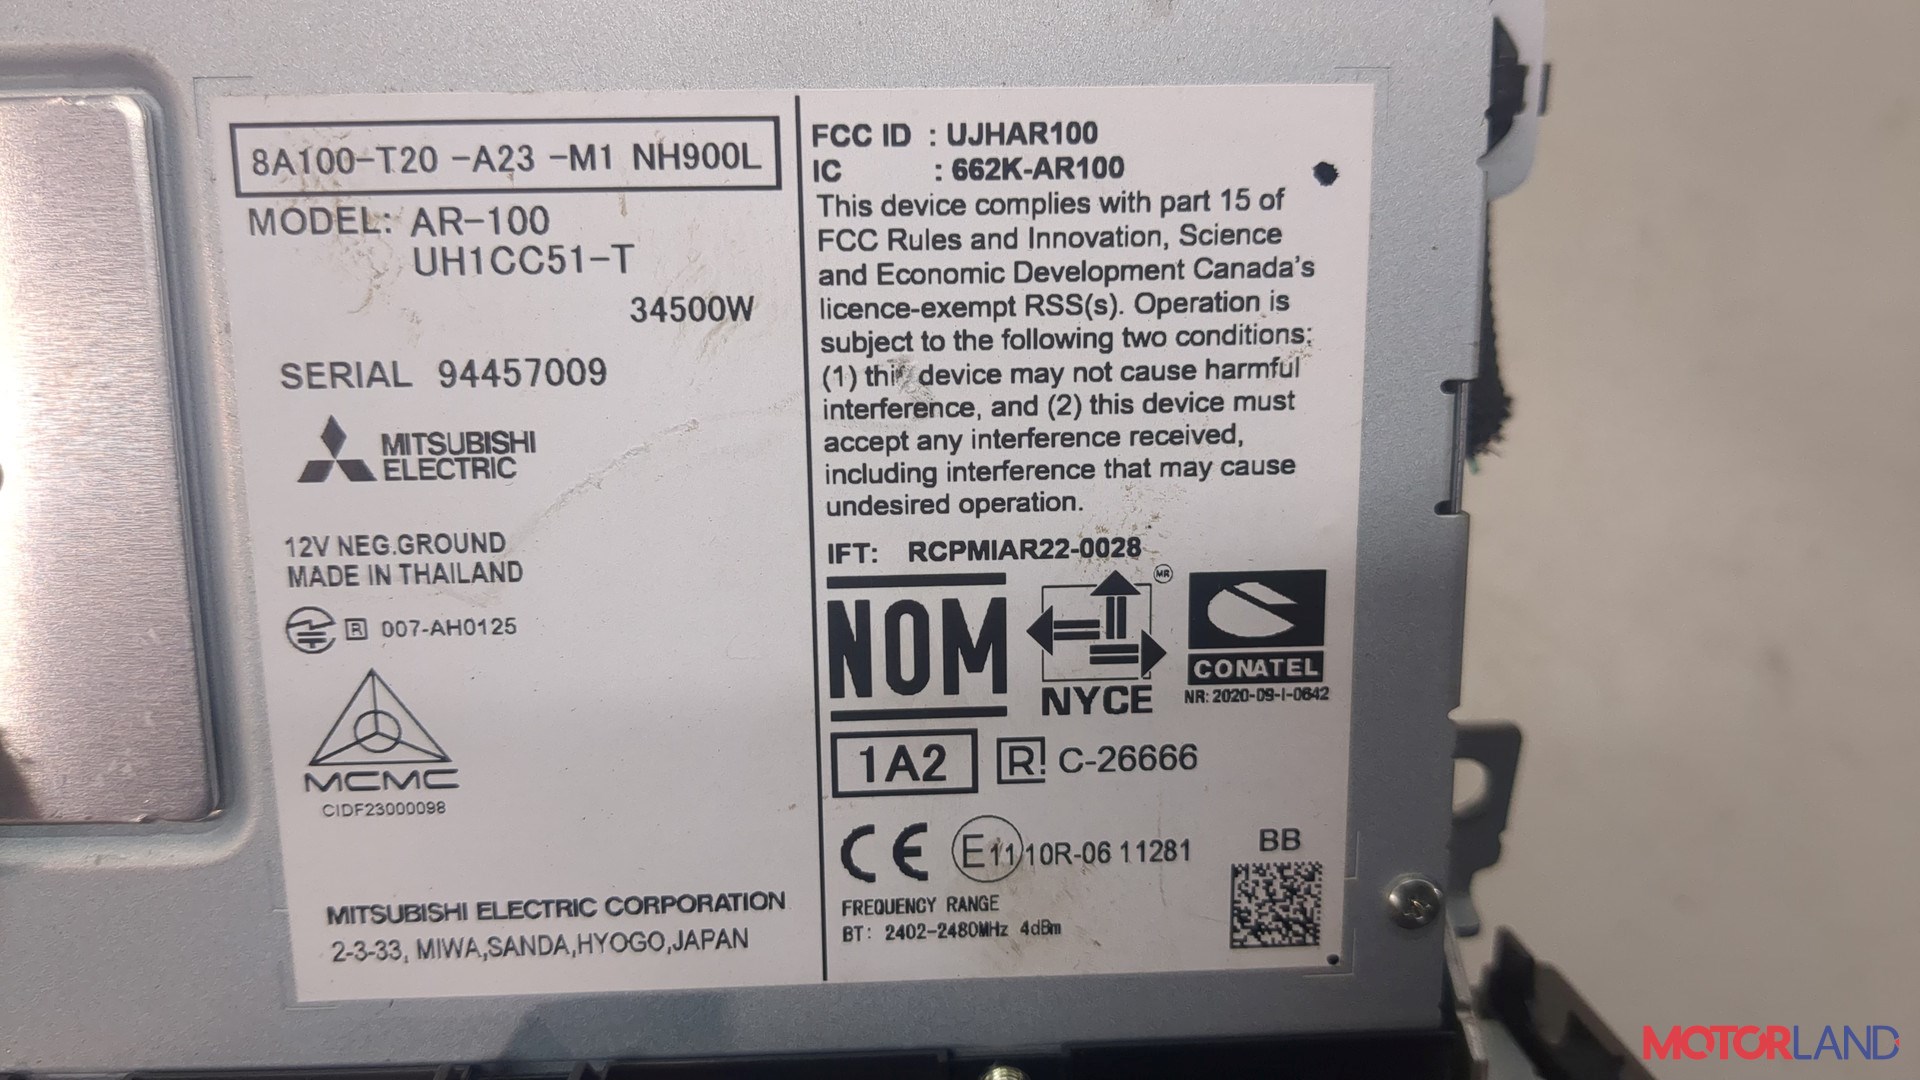 8A100-T20 -A23 -M1 NH900L
MODEL: AR-100
UH1CC51-T
34500W
SERIAL 94457009
MITSUBISHI
ELECTRIC
12V NEG.GROUND
MADE IN THAILAND
R 007-AH0125
MCMC
CIDF23000098
MITSUBISHI ELECTRIC CORPORATION
2-3-33, MIWA,SANDA,HYOGO,JAPAN
FCC ID : UJHAR100
IC : 662K-AR100
This device complies with part 15 of
FCC Rules and Innovation, Science
and Economic Development Canada's
licence-exempt RSS(s). Operation is
subject to the following two conditions:
(1) this device may not cause harmful
interference, and (2) this device must
accept any interference received,
including interference that may cause
undesired operation.
IFT: RCPMIAR22-0028
NOM
MR
NYCE
CONATEL
NR: 2020-09-I-0642
1A2
R! C-26666
CE E11 10R-06 11281
BB
FREQUENCY RANGE
BT: 2402-2480MHz 4dBm
MOTORLAND